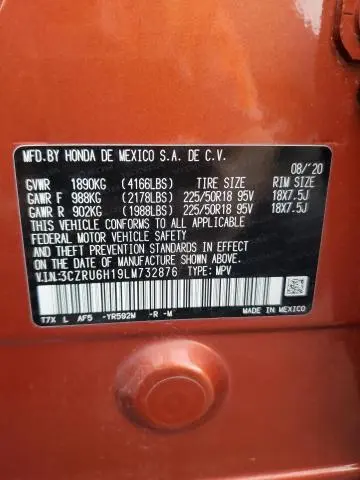 MFD.BY HONDA DE MEXICO S.A. DE C.V.
08/'20
GVWR 1890KG (4166LBS) TIRE SIZE RIM SIZE
GAWR F 988KG (2178LBS) 225/50R18 95V 18X7.5J
GAWR R 902KG (1988LBS) 225/50R18 95V 18X7.5J
THIS VEHICLE CONFORMS TO ALL APPLICABLE
FEDERAL MOTOR VEHICLE SAFETY, BUMPER,
AND THEFT PREVENTION STANDARDS IN EFFECT
ON THE DATE OF MANUFACTURE SHOWN ABOVE.
V.I.N:3CZRU6H19LM732876 TYPE: MPV
T7X L AF5 -YR592M -R -M
MADE IN MEXICO